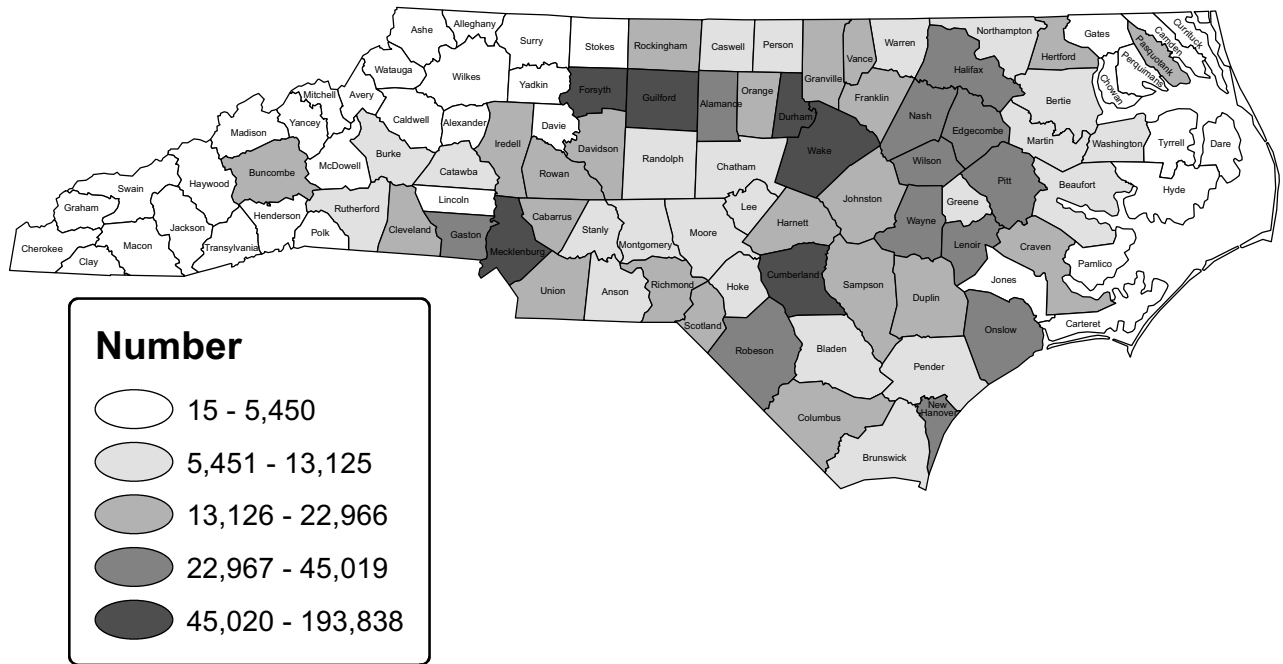 Ashe
Alleghany
Surry
Stokes
Rockingham
Caswell
Person
Granville
Vance
Warren
Northampton
Hertford
Gates
Currituck
Camden
Pasquotank
Perquimans
Chowan
Watauga
Wilkes
Yadkin
Forsyth
Guilford
Alamance
Orange
Durham
Franklin
Halifax
Bertie
Mitchell
Avery
Caldwell
Alexander
Davie
Iredell
Davidson
Randolph
Chatham
Wake
Nash
Edgecombe
Martin
Washington
Tyrrell
Dare
Madison
Yancey
McDowell
Burke
Catawba
Rowan
Wilson
Pitt
Beaufort
Hyde
Swain
Haywood
Buncombe
Rutherford
Lincoln
Cabarrus
Stanly
Montgomery
Moore
Lee
Harnett
Johnston
Wayne
Greene
Lenoir
Craven
Pamlico
Graham
Cherokee
Clay
Macon
Jackson
Transylvania
Henderson
Polk
Cleveland
Gaston
Mecklenburg
Union
Anson
Richmond
Scotland
Hoke
Cumberland
Sampson
Duplin
Jones
Onslow
Carteret
Robeson
Bladen
Pender
Columbus
Brunswick
New
Hanover
Number
15 - 5,450
5,451 - 13,125
13,126 - 22,966
22,967 - 45,019
45,020 - 193,838